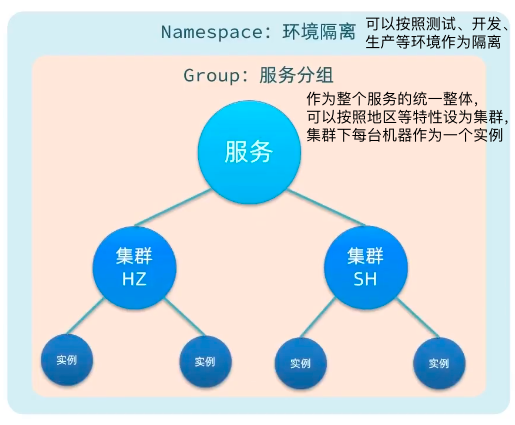 Namespace：环境隔离
可以按照测试、开发、
生产等环境作为隔离
Group：服务分组
作为整个服务的统一整体，
可以按照地区等特性设为集群，
集群下每台机器作为一个实例
服务
集群
HZ
集群
SH
实例
实例
实例
实例